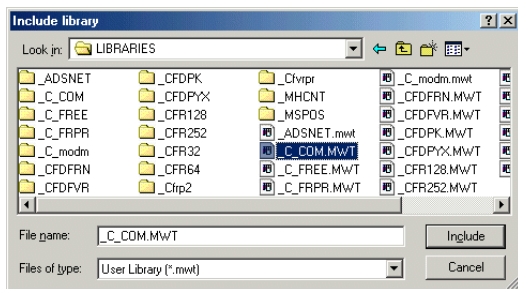 Include library
Look in: LIBRARIES
_ADSNET _CFDPK _Cfvrpr _C_modm.mwt
_C_COM _CFDPYX _MHCNT _CFDFRN.MWT
_C_FREE _CFR128 _MSPOS _CFDFVR.MWT
_C_FRPR _CFR252 _ADSNET.mwt _CFDPK.MWT
_C_modm _CFR32 _C_COM.MWT _CFDPYX.MWT
_CFDFRN _CFR64 _C_FREE.MWT _CFR128.MWT
_CFDFVR _Cfrp2 _C_FRPR.MWT _CFR252.MWT
File name: _C_COM.MWT Include
Files of type: User Library (*.mwt) Cancel